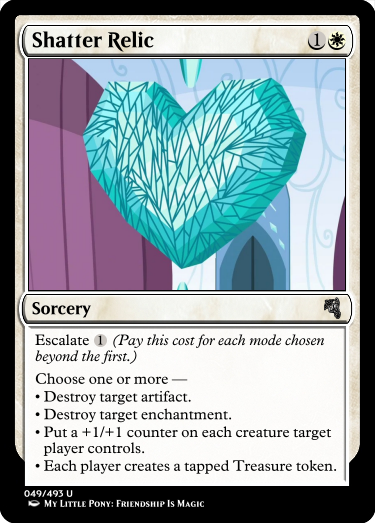 Shatter Relic 1
Sorcery
Escalate 1 (Pay this cost for each mode chosen
beyond the first.)
Choose one or more —
• Destroy target artifact.
• Destroy target enchantment.
• Put a +1/+1 counter on each creature target
player controls.
• Each player creates a tapped Treasure token.
049/493 U
My Little Pony: Friendship Is Magic